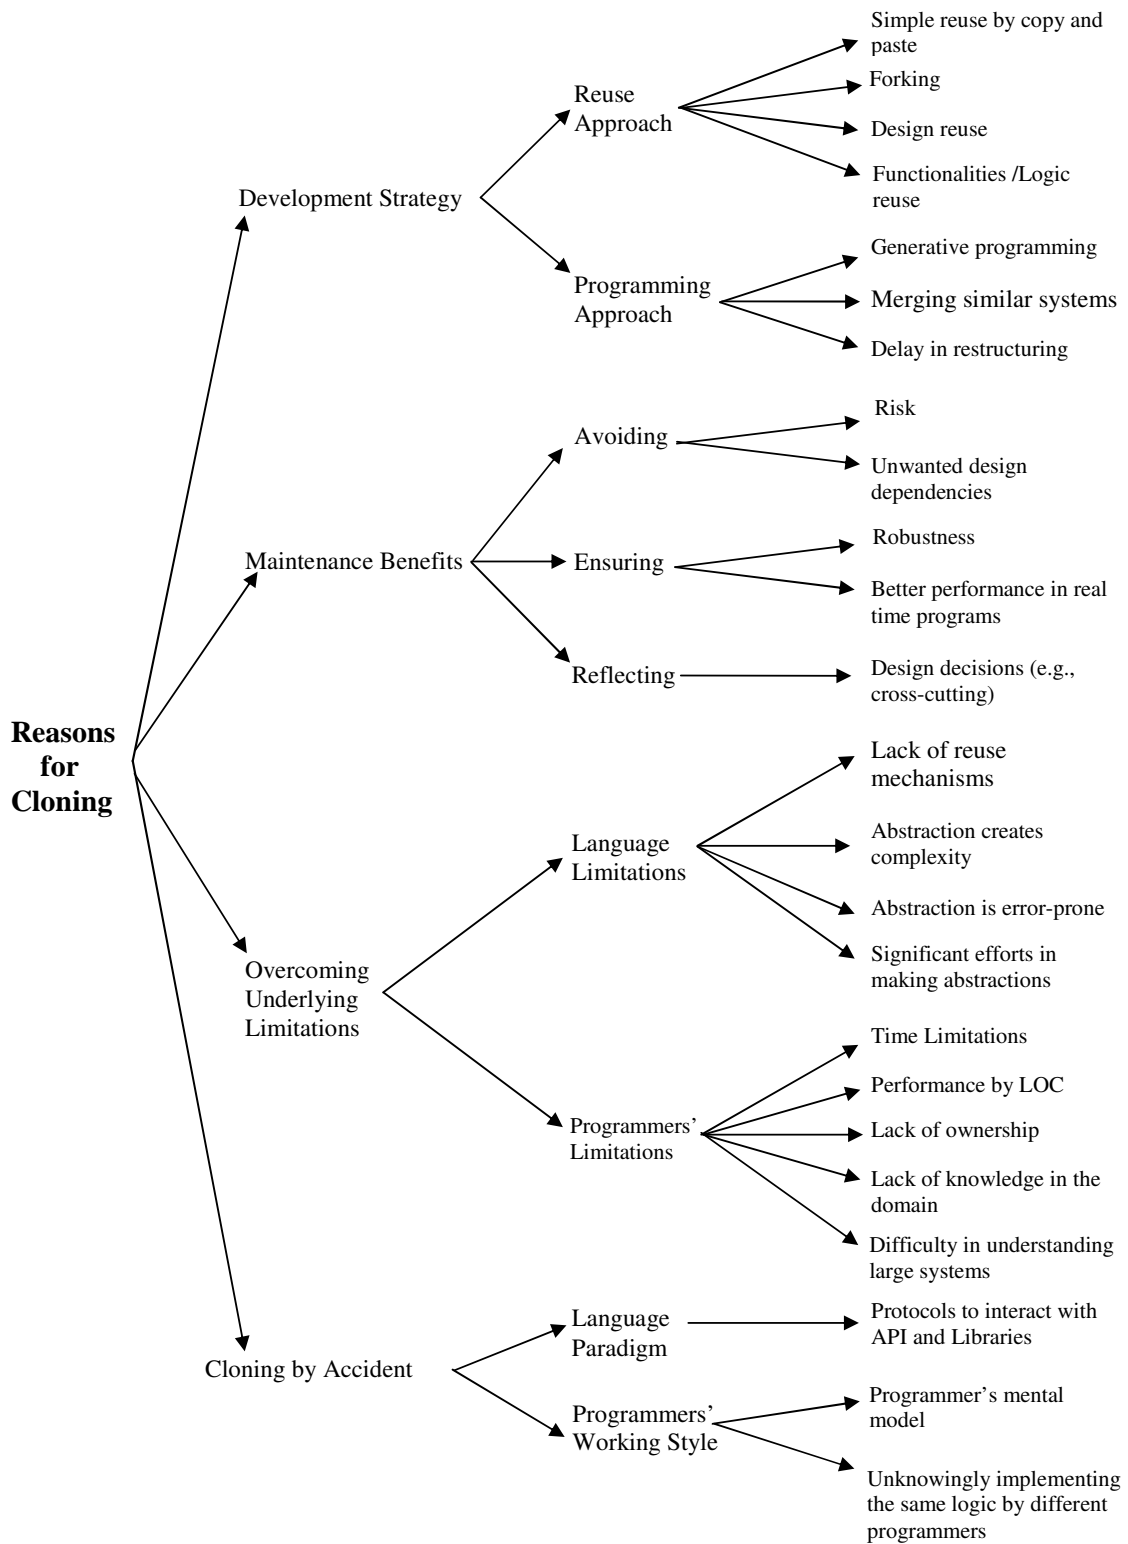 Reasons
for
Cloning
Development Strategy
Reuse
Approach
Simple reuse by copy and
paste
Forking
Design reuse
Functionalities /Logic
reuse
Programming
Approach
Generative programming
Merging similar systems
Delay in restructuring
Maintenance Benefits
Avoiding
Risk
Unwanted design
dependencies
Ensuring
Robustness
Better performance in real
time programs
Reflecting
Design decisions (e.g.,
cross-cutting)
Overcoming
Underlying
Limitations
Language
Limitations
Lack of reuse
mechanisms
Abstraction creates
complexity
Abstraction is error-prone
Significant efforts in
making abstractions
Programmers’
Limitations
Time Limitations
Performance by LOC
Lack of ownership
Lack of knowledge in the
domain
Difficulty in understanding
large systems
Cloning by Accident
Language
Paradigm
Protocols to interact with
API and Libraries
Programmers’
Working Style
Programmer’s mental
model
Unknowingly implementing
the same logic by different
programmers